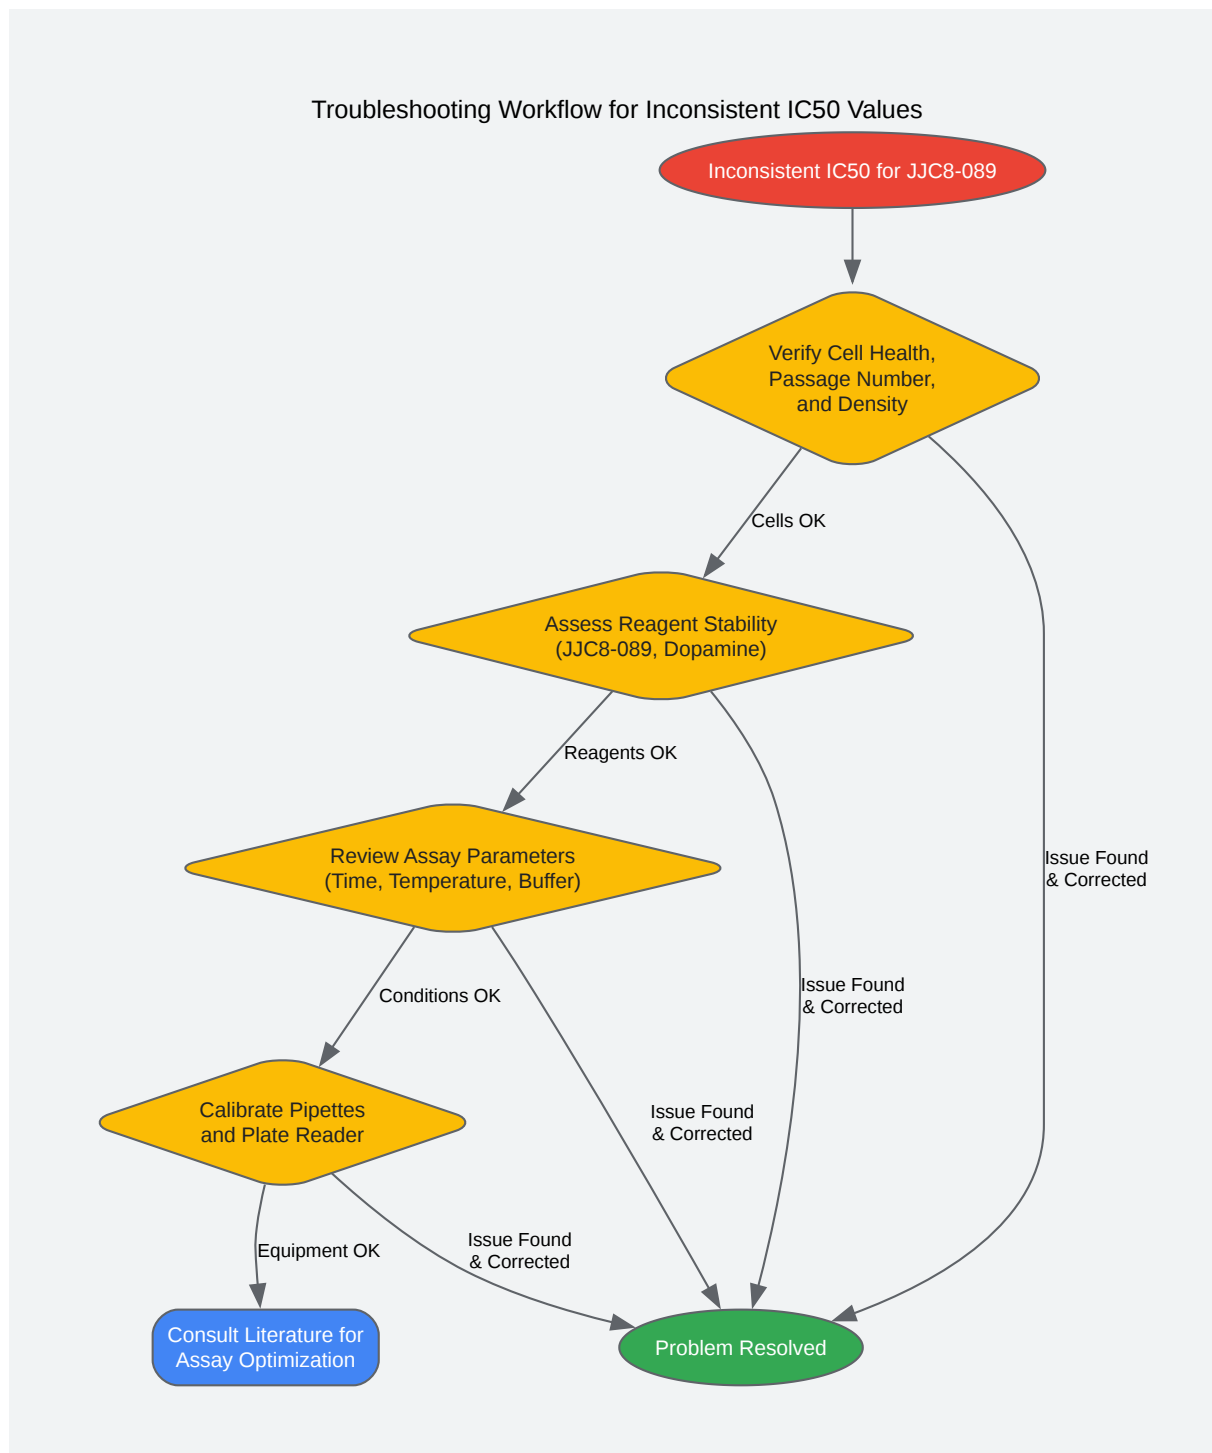 Troubleshooting Workflow for Inconsistent IC50 Values
Inconsistent IC50 for JJC8-089
Verify Cell Health,
Passage Number,
and Density
Cells OK
Assess Reagent Stability
(JJC8-089, Dopamine)
Reagents OK
Review Assay Parameters
(Time, Temperature, Buffer)
Issue Found
& Corrected
Conditions OK
Issue Found
& Corrected
Calibrate Pipettes
and Plate Reader
Issue Found
& Corrected
Equipment OK
Issue Found
& Corrected
Consult Literature for
Assay Optimization
Problem Resolved